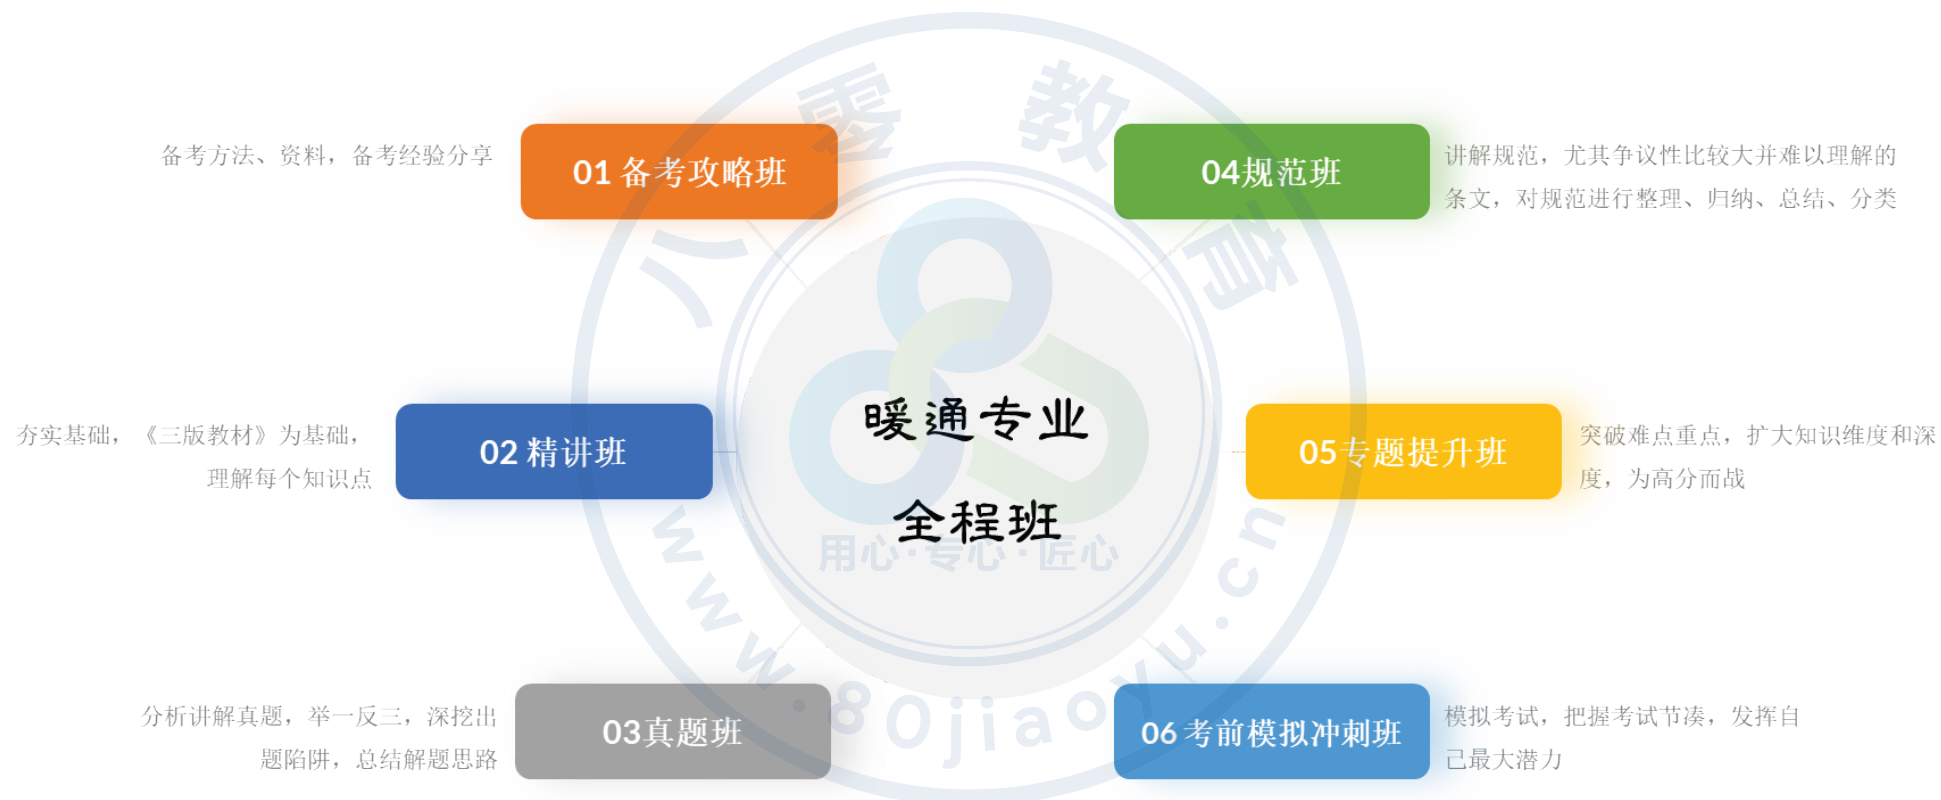 备考方法、资料，备考经验分享
01 备考攻略班
夯实基础，《三版教材》为基础，
理解每个知识点
02 精讲班
分析讲解真题，举一反三，深挖出
题陷阱，总结解题思路
03真题班
暖通专业
全程班
04规范班
讲解规范，尤其争议性比较大并难以理解的
条文，对规范进行整理、归纳、总结、分类
05专题提升班
突破难点重点，扩大知识维度和深
度，为高分而战
06 考前模拟冲刺班
模拟考试，把握考试节凑，发挥自
己最大潜力
八零教育
用心·专心·匠心
www.80jiaoyu.cn